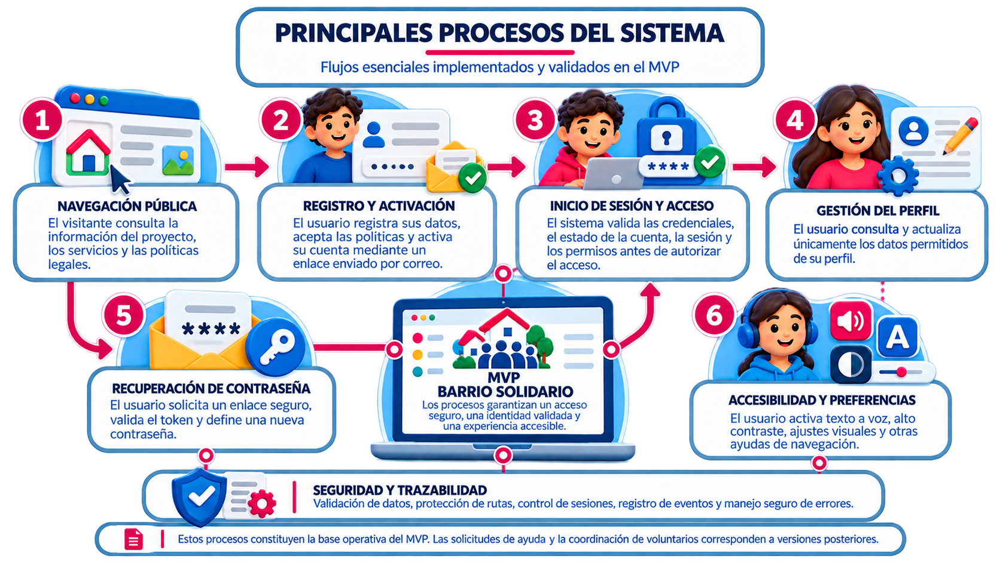 PRINCIPALES PROCESOS DEL SISTEMA
Flujos esenciales implementados y validados en el MVP
1
NAVEGACIÓN PÚBLICA
El visitante consulta la
información del proyecto,
los servicios y las políticas
legales.
2
REGISTRO Y ACTIVACIÓN
El usuario registra sus datos,
acepta las políticas y activa
su cuenta mediante un
enlace enviado por correo.
3
****
INICIO DE SESIÓN Y ACCESO
El sistema valida las credenciales,
el estado de la cuenta, la sesión y
los permisos antes de autorizar
el acceso.
4
GESTIÓN DEL PERFIL
El usuario consulta y actualiza
únicamente los datos permitidos
de su perfil.
5
****
RECUPERACIÓN DE CONTRASEÑA
El usuario solicita un enlace seguro,
valida el token y define una nueva
contraseña.
MVP
BARRIO SOLIDARIO
Los procesos garantizan un acceso
seguro, una identidad validada y
una experiencia accesible.
6
A
ACCESIBILIDAD Y PREFERENCIAS
El usuario activa texto a voz, alto
contraste, ajustes visuales y otras
ayudas de navegación.
SEGURIDAD Y TRAZABILIDAD
Validación de datos, protección de rutas, control de sesiones, registro de eventos y manejo seguro de errores.
Estos procesos constituyen la base operativa del MVP. Las solicitudes de ayuda y la coordinación de voluntarios corresponden a versiones posteriores.